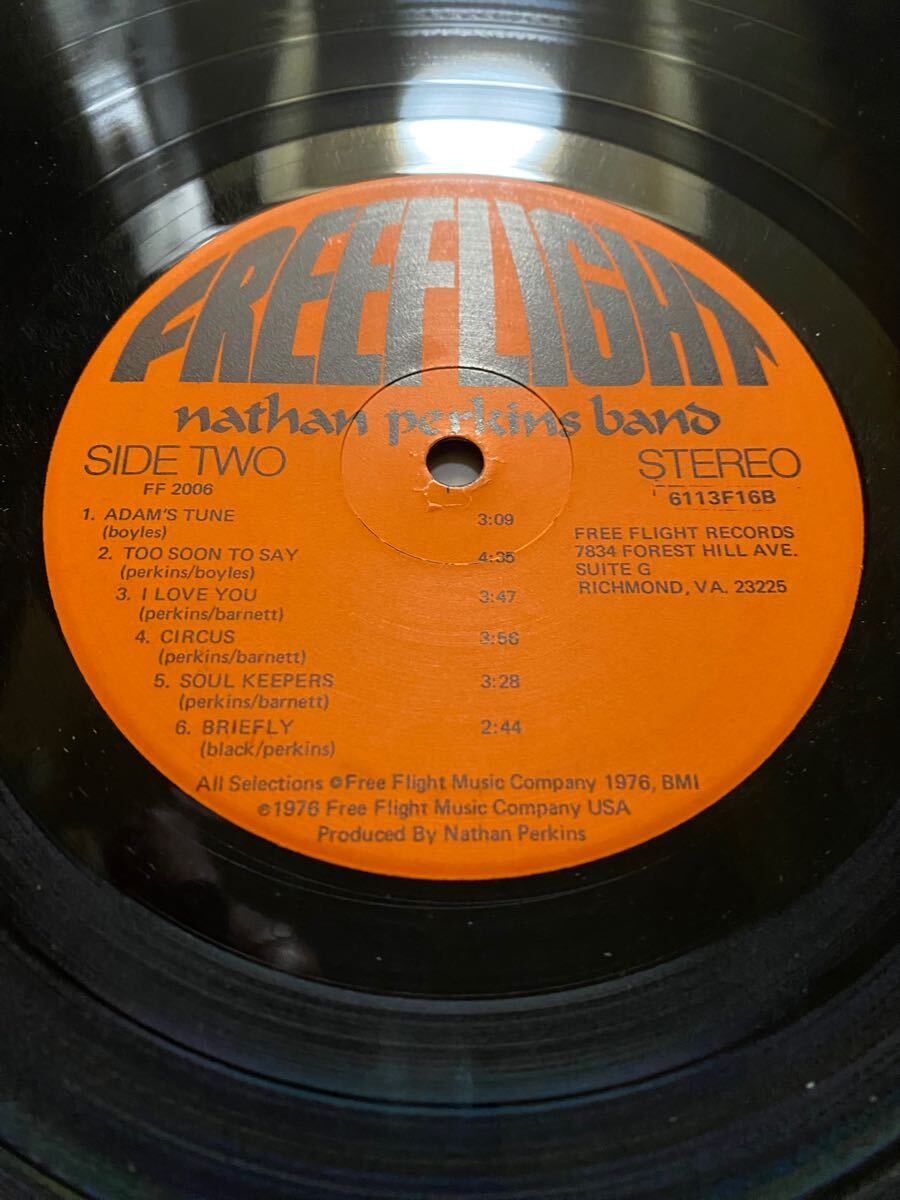 FREEFLIGHT
nathan perkins band
SIDE TWO
FF 2006
STEREO
6113F16B
1. ADAM'S TUNE 3:09
(boyles)
2. TOO SOON TO SAY 4:35
(perkins/boyles)
3. I LOVE YOU 3:47
(perkins/barnett)
4. CIRCUS 3:56
(perkins/barnett)
5. SOUL KEEPERS 3:28
(perkins/barnett)
6. BRIEFLY 2:44
(black/perkins)
FREE FLIGHT RECORDS
7834 FOREST HILL AVE.
SUITE G
RICHMOND, VA. 23225
All Selections ©Free Flight Music Company 1976, BMI
©1976 Free Flight Music Company USA
Produced By Nathan Perkins